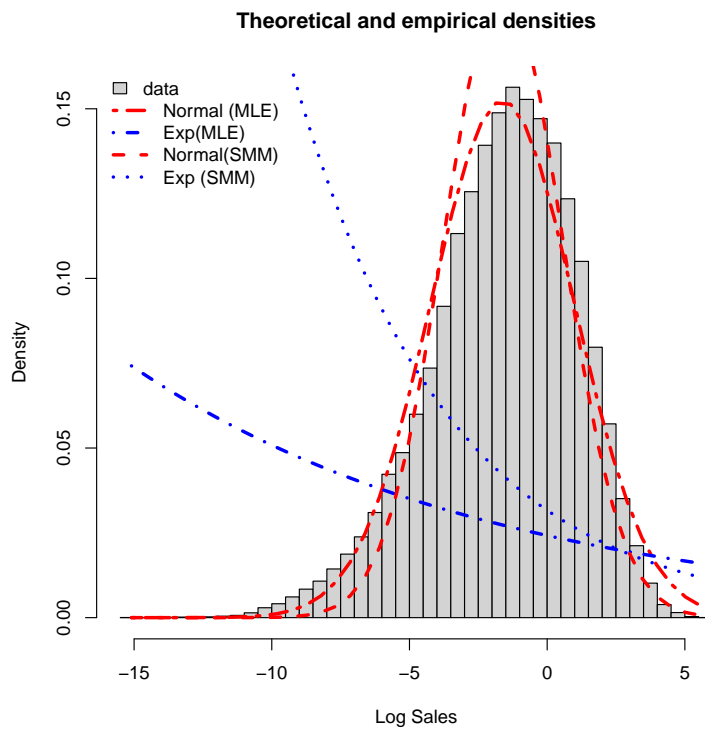 Theoretical and empirical densities
data
Normal (MLE)
Exp(MLE)
Normal(SMM)
Exp (SMM)
0.15
0.10
0.05
0.00
Density
−15
−10
−5
0
5
Log Sales